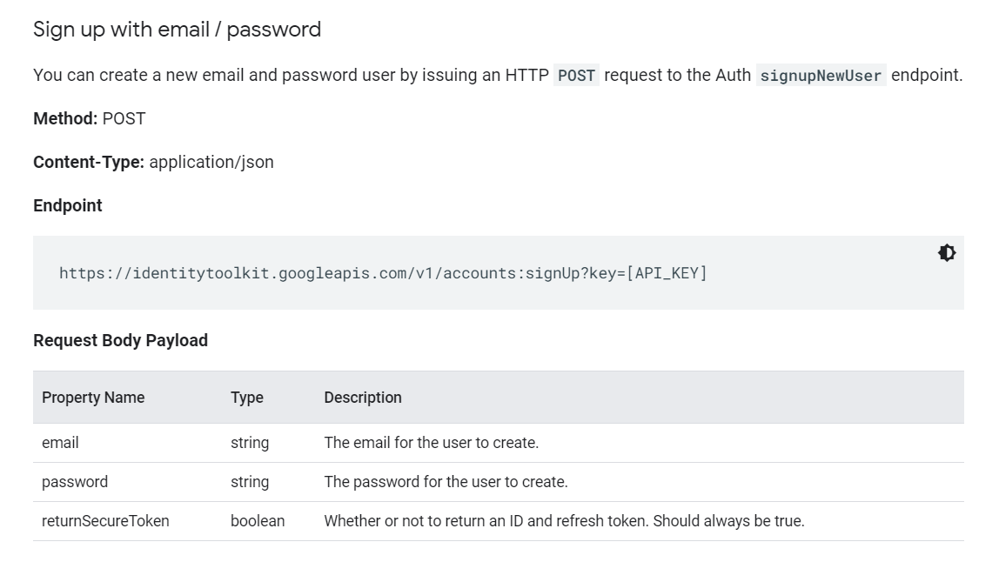 Sign up with email / password
You can create a new email and password user by issuing an HTTP POST request to the Auth signupNewUser endpoint.
Method: POST
Content-Type: application/json
Endpoint
https://identitytoolkit.googleapis.com/v1/accounts:signUp?key=[API_KEY]
Request Body Payload
Property Name Type Description
email string The email for the user to create.
password string The password for the user to create.
returnSecureToken boolean Whether or not to return an ID and refresh token. Should always be true.